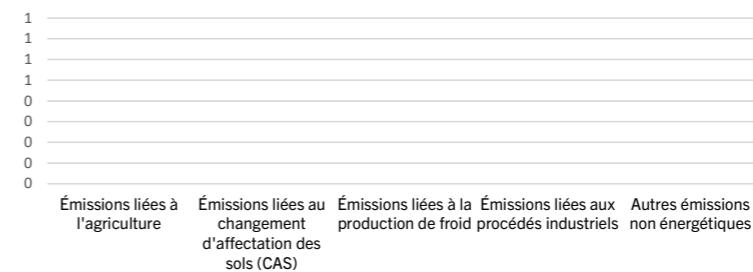 1
1
1
1
0
0
0
0
0
Émissions liées à
l'agriculture
Émissions liées au
changement
d'affectation des
sols (CAS)
Émissions liées à la
production de froid
Émissions liées aux
procédés industriels
Autres émissions
non énergétiques